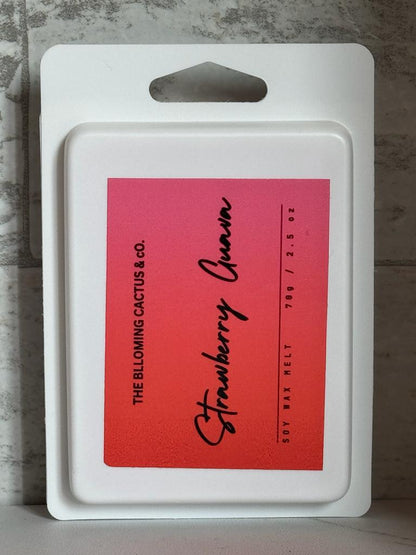 THE BLLOMING CACTUS & cO.
Strawberry Guava
SOY WAX MELT 70g / 2.5 oz